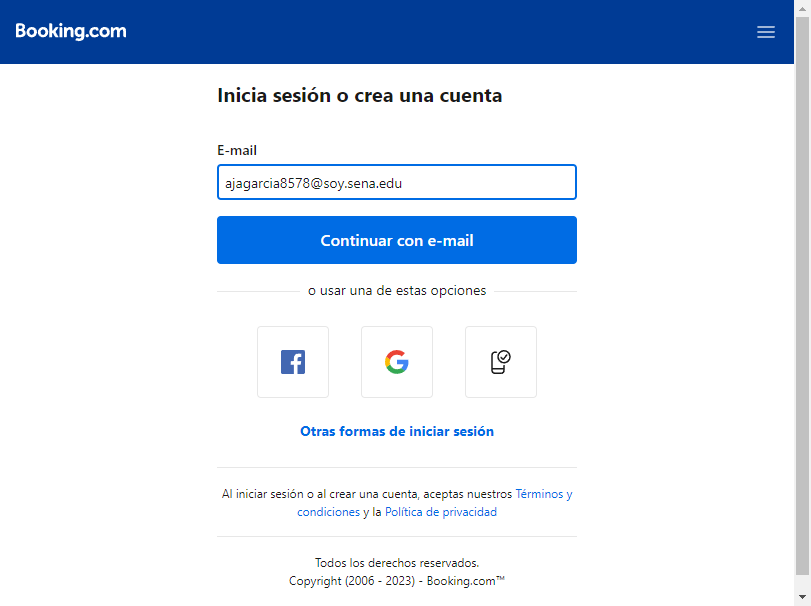 Booking.com
Inicia sesión o crea una cuenta
E-mail
ajagarcia8578@soy.sena.edu
Continuar con e-mail
o usar una de estas opciones
Otras formas de iniciar sesión
Al iniciar sesión o al crear una cuenta, aceptas nuestros Términos y
condiciones y la Política de privacidad
Todos los derechos reservados.
Copyright (2006 - 2023) - Booking.com™